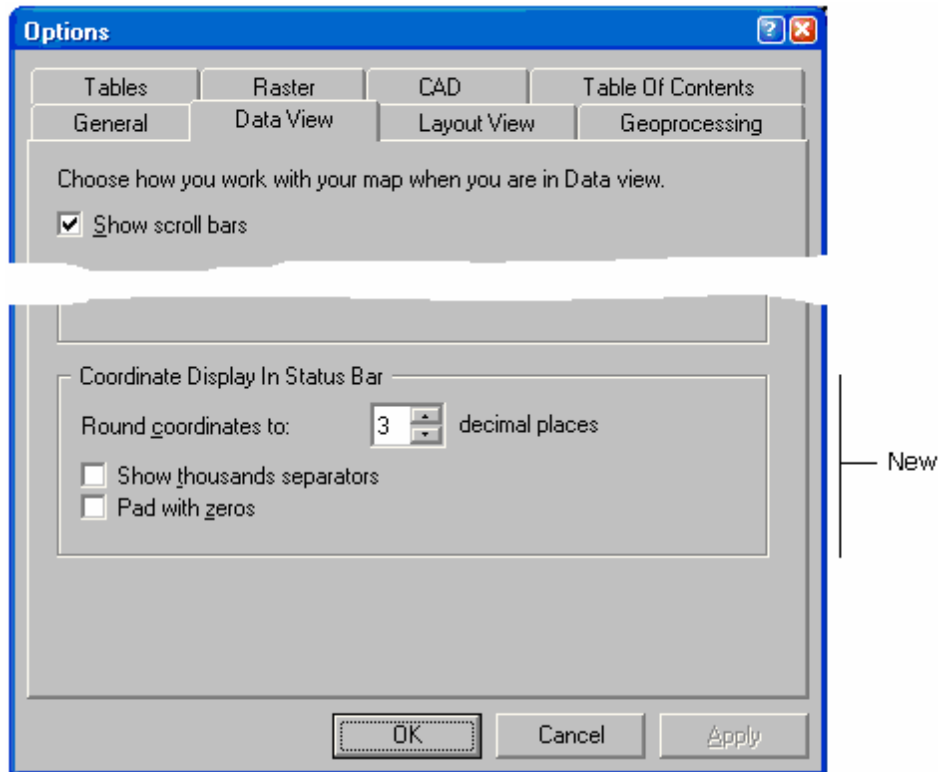 Options
Tables Raster CAD Table Of Contents
General Data View Layout View Geoprocessing
Choose how you work with your map when you are in Data view.
Show scroll bars
Coordinate Display In Status Bar
Round coordinates to: 3 decimal places
Show thousands separators
Pad with zeros
New
OK Cancel Apply